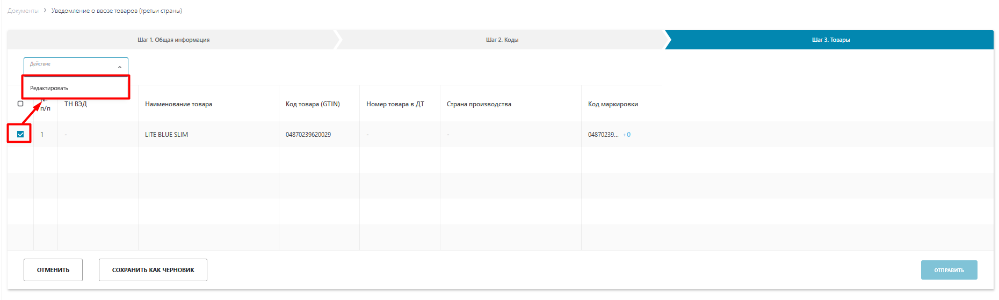 Документы > Уведомление о ввозе товаров (третьи страны)
Шаг 1. Общая информация
Шаг 2. Коды
Шаг 3. Товары
Действие
Редактировать
№ п/п
ТН ВЭД
Наименование товара
Код товара (GTIN)
Номер товара в ДТ
Страна производства
Код маркировки
1 - LITE BLUE SLIM 04870239620029 - - 04870239... +0
ОТМЕНИТЬ
СОХРАНИТЬ КАК ЧЕРНОВИК
ОТПРАВИТЬ